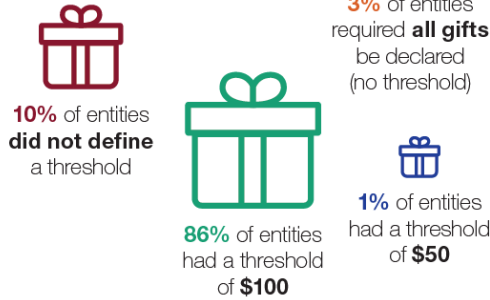 3% of entities
required all gifts
be declared
(no threshold)
10% of entities
did not define
a threshold
86% of entities
had a threshold
of $100
1% of entities
had a threshold
of $50